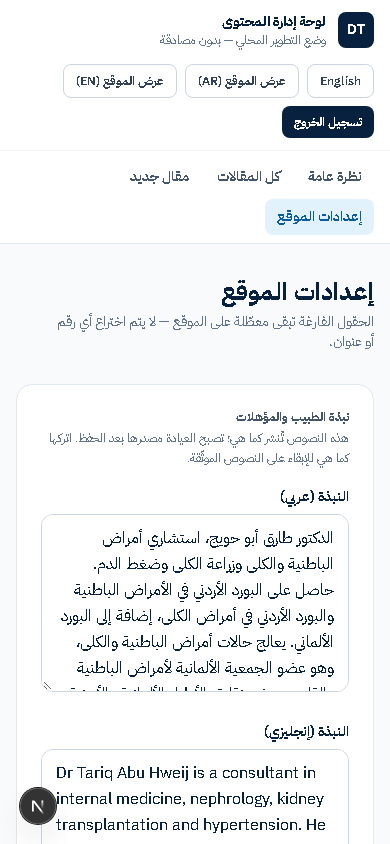 DT
لوحة إدارة المحتوى
وضع التطوير المحلي — بدون مصادقة
English
عرض الموقع (AR)
عرض الموقع (EN)
تسجيل الخروج
نظرة عامة
كل المقالات
مقال جديد
إعدادات الموقع
إعدادات الموقع
الحقول الفارغة تبقى معطّلة على الموقع — لا يتم اختراع أي رقم
أو عنوان.
نبذة الطبيب والمؤهلات
هذه النصوص تُنشر كما هي؛ تصبح العيادة مصدرها بعد الحفظ. اتركها
كما هي للإبقاء على النصوص الموثّقة.
النبذة (عربي)
الدكتور طارق أبو حويج، استشاري أمراض
الباطنية والكلى وزراعة الكلى وضغط الدم.
حاصل على البورد الأردني في الأمراض الباطنية
والبورد الأردني في أمراض الكلى، إضافة إلى البورد
الألماني. يعالج حالات أمراض الباطنية والكلى،
وهو عضو الجمعية الألمانية لأمراض الباطنية
النبذة (إنجليزي)
Dr Tariq Abu Hweij is a consultant in
internal medicine, nephrology, kidney
transplantation and hypertension. He
N